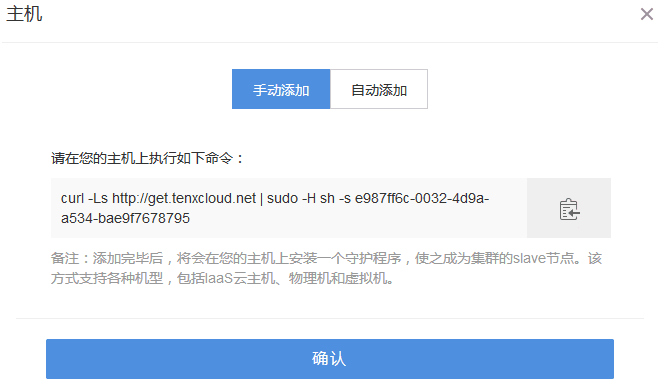 主机
手动添加 自动添加
请在您的主机上执行如下命令：
curl -Ls http://get.tenxcloud.net | sudo -H sh -s e987ff6c-0032-4d9a-
a534-bae9f7678795
备注：添加完毕后，将会在您的主机上安装一个守护程序，使之成为集群的slave节点。该
方式支持各种机型，包括IaaS云主机、物理机和虚拟机。
确认